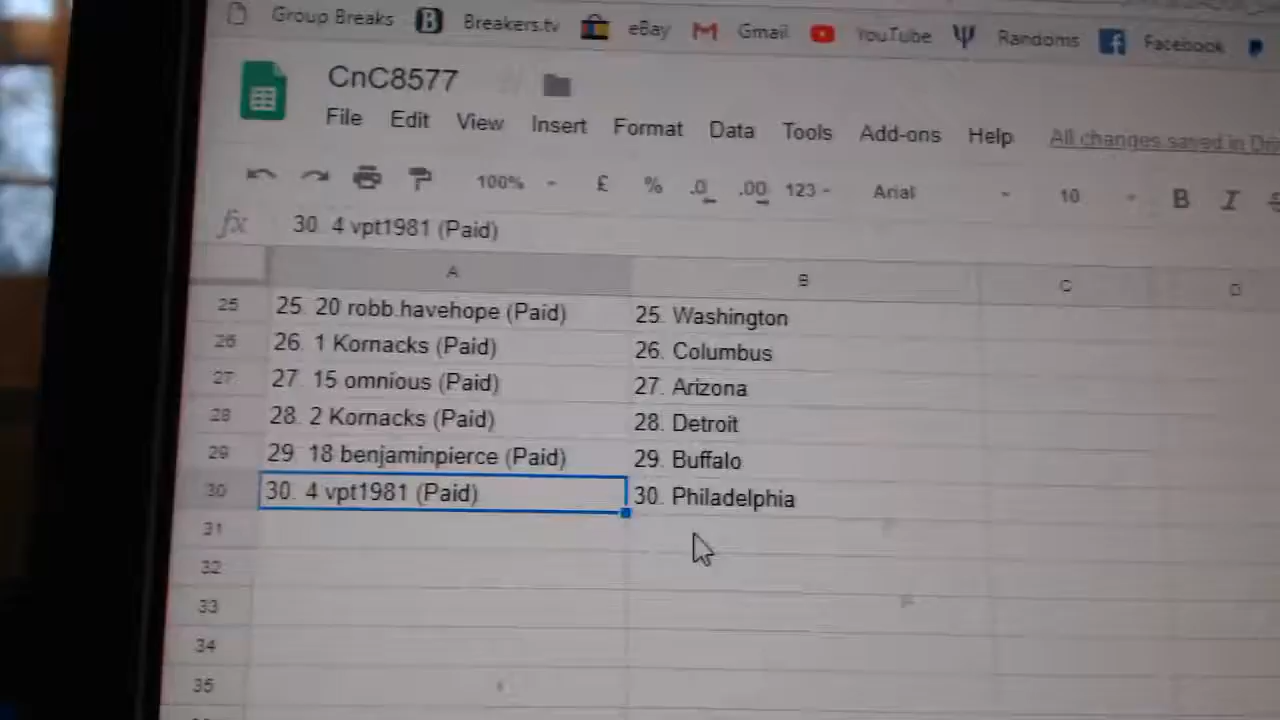 Group Breaks Breakers.tv eBay Gmail YouTube Randoms Facebook
CnC8577
File Edit View Insert Format Data Tools Add-ons Help All changes saved in
100% £ % .0 .00 123 Arial 10 B I
fx 30. 4 vpt1981 (Paid)
A B C D
25 25. 20 robb.havehope (Paid) 25. Washington
26 26. 1 Kornacks (Paid) 26. Columbus
27 27. 15 omnious (Paid) 27. Arizona
28 28. 2 Kornacks (Paid) 28. Detroit
29 29. 18 benjaminpierce (Paid) 29. Buffalo
30 30. 4 vpt1981 (Paid) 30. Philadelphia
31
32
33
34
35